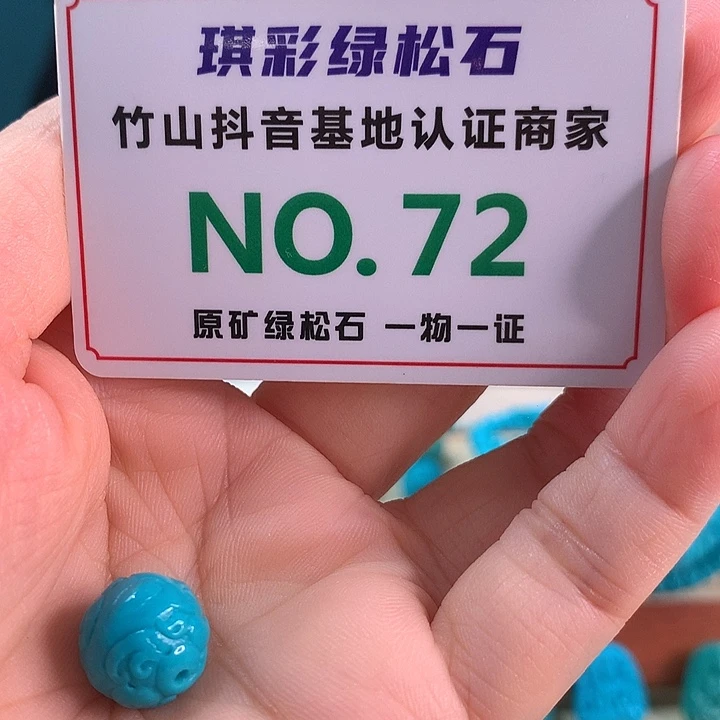 琪彩绿松石
竹山抖音基地认证商家
NO.72
原矿绿松石 一物一证